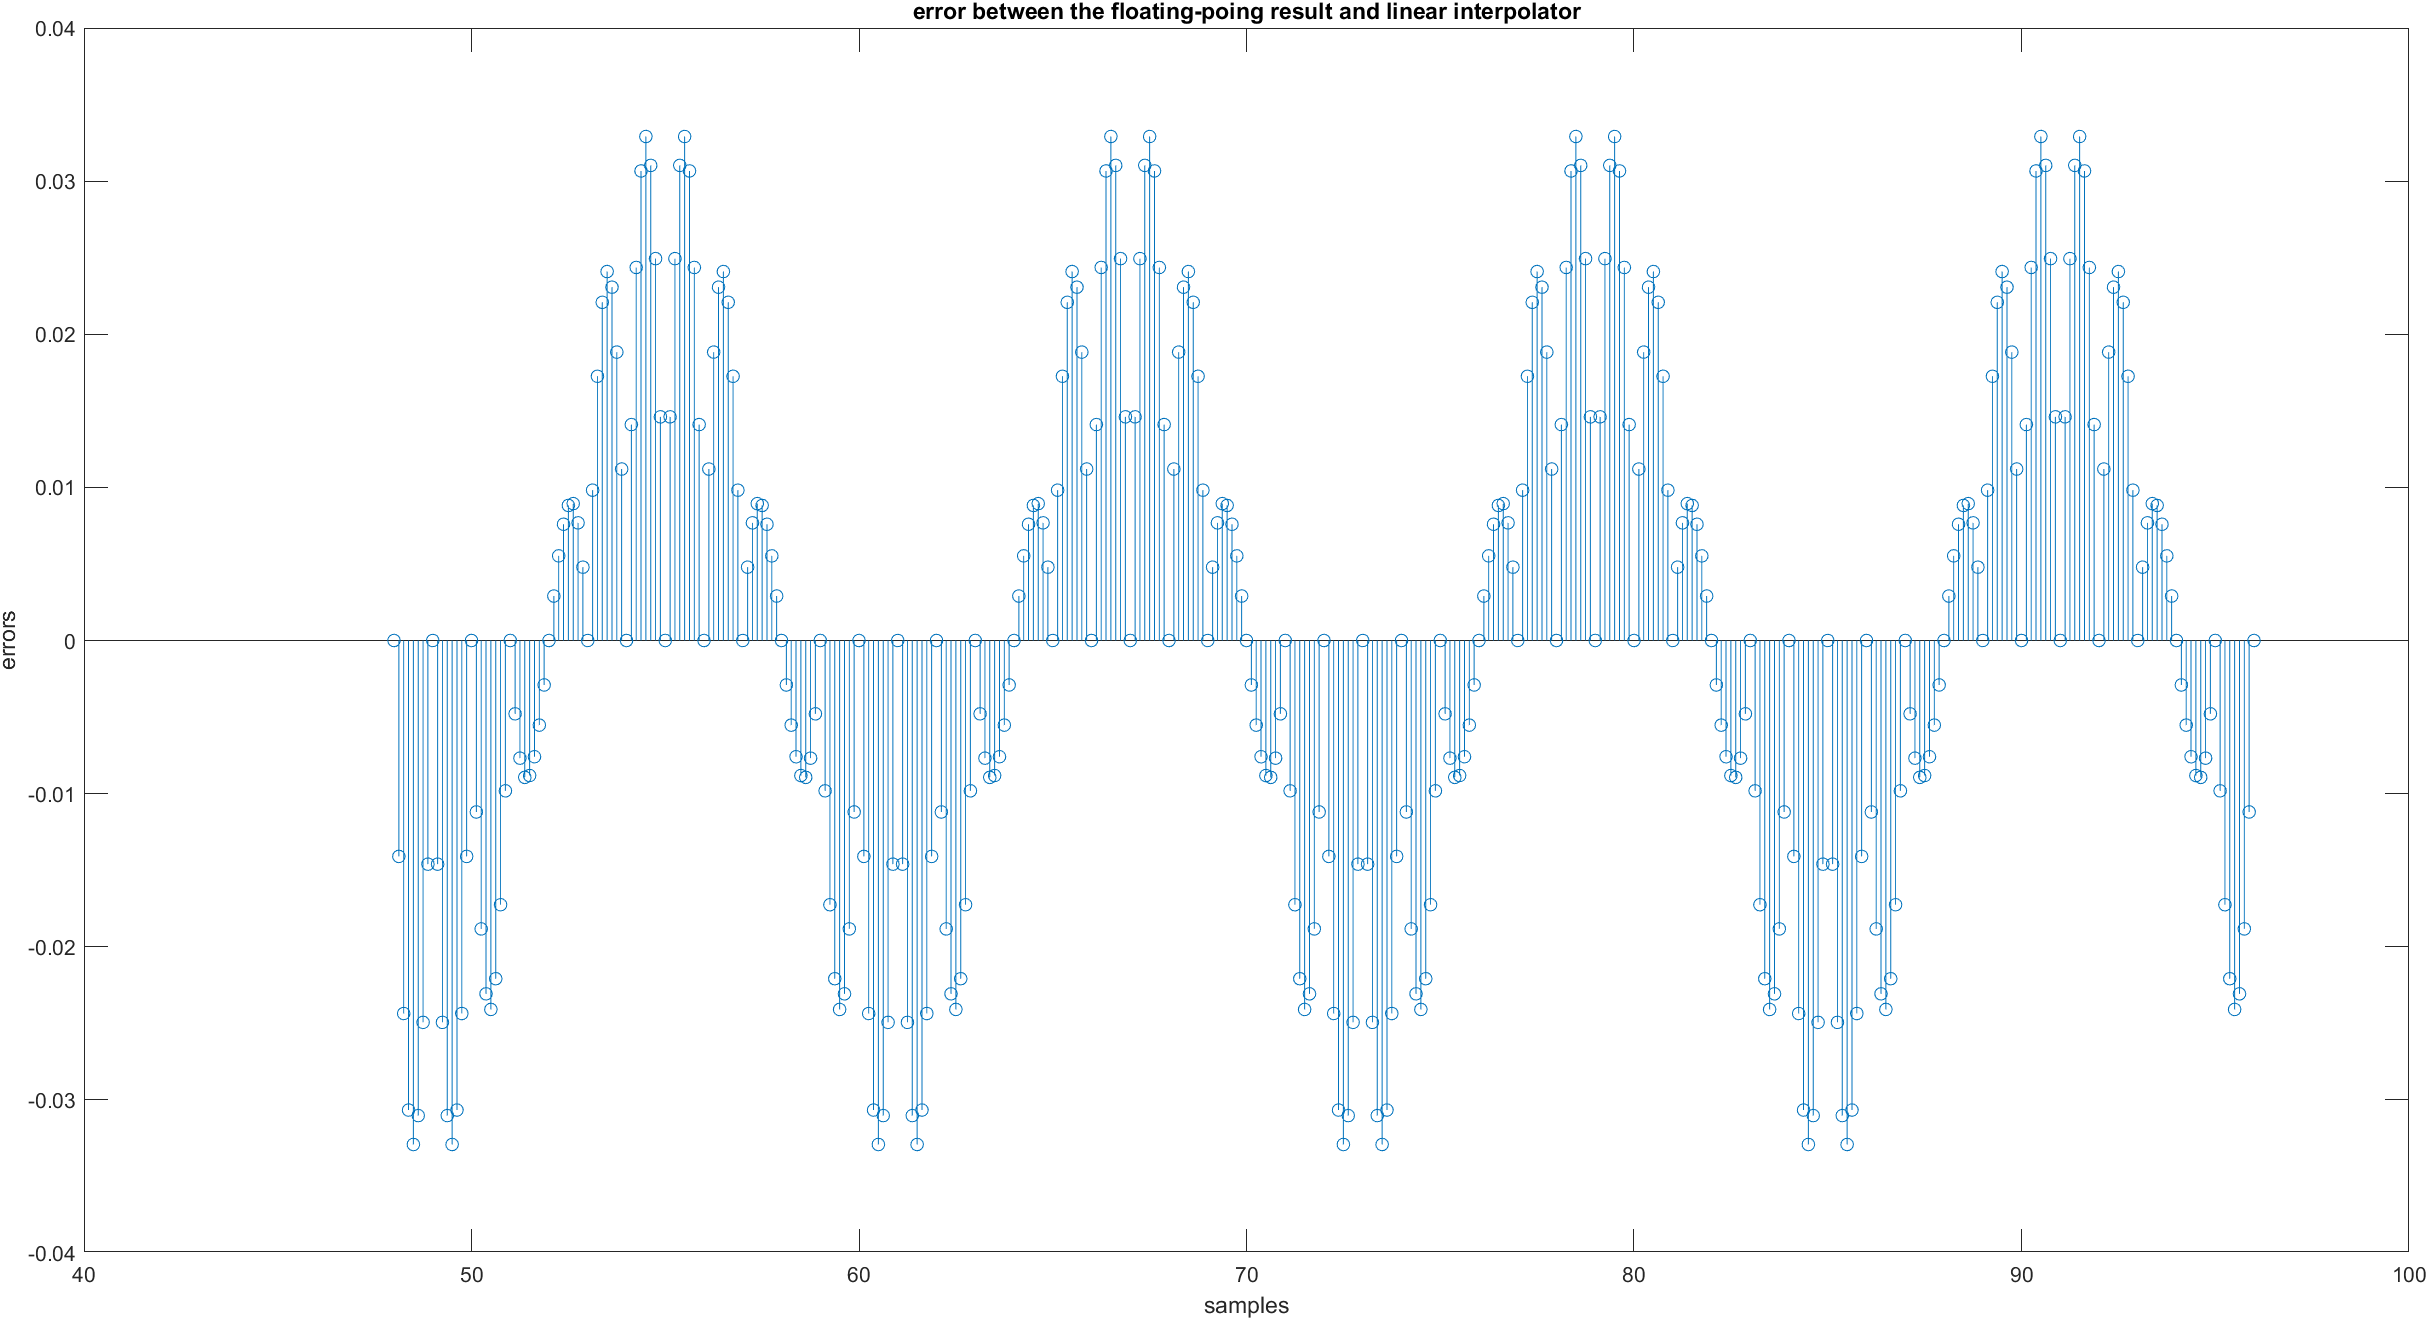 error between the floating-poing result and linear interpolator
0.04
0.03
0.02
0.01
0
-0.01
-0.02
-0.03
-0.04
errors
40 50 60 70 80 90 100
samples